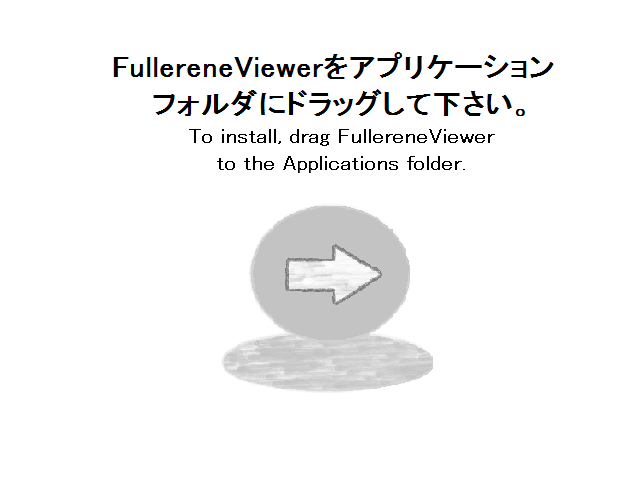 FullereneViewerをアプリケーション
フォルダにドラッグして下さい。
To install, drag FullereneViewer
to the Applications folder.